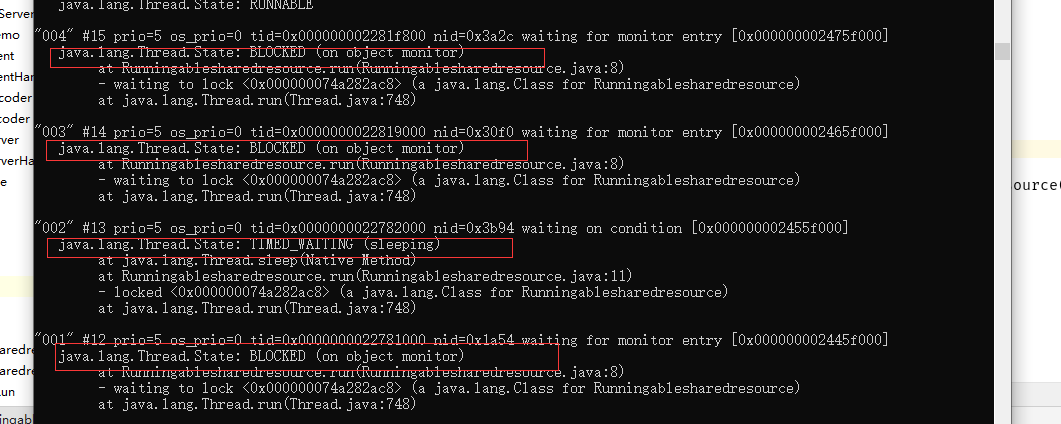 java.lang.Thread.State: RUNNABLE
"004" #15 prio=5 os_prio=0 tid=0x000000002281f800 nid=0x3a2c waiting for monitor entry [0x000000002475f000]
java.lang.Thread.State: BLOCKED (on object monitor)
at Runningablesharedresource.run(Runningablesharedresource.java:8)
- waiting to lock <0x000000074a282ac8> (a java.lang.Class for Runningablesharedresource)
at java.lang.Thread.run(Thread.java:748)
"003" #14 prio=5 os_prio=0 tid=0x0000000022819000 nid=0x30f0 waiting for monitor entry [0x000000002465f000]
java.lang.Thread.State: BLOCKED (on object monitor)
at Runningablesharedresource.run(Runningablesharedresource.java:8)
- waiting to lock <0x000000074a282ac8> (a java.lang.Class for Runningablesharedresource)
at java.lang.Thread.run(Thread.java:748)
"002" #13 prio=5 os_prio=0 tid=0x0000000022782000 nid=0x3b94 waiting on condition [0x000000002455f000]
java.lang.Thread.State: TIMED_WAITING (sleeping)
at java.lang.Thread.sleep(Native Method)
at Runningablesharedresource.run(Runningablesharedresource.java:11)
- locked <0x000000074a282ac8> (a java.lang.Class for Runningablesharedresource)
at java.lang.Thread.run(Thread.java:748)
"001" #12 prio=5 os_prio=0 tid=0x0000000022781000 nid=0x1a54 waiting for monitor entry [0x000000002445f000]
java.lang.Thread.State: BLOCKED (on object monitor)
at Runningablesharedresource.run(Runningablesharedresource.java:8)
- waiting to lock <0x000000074a282ac8> (a java.lang.Class for Runningablesharedresource)
at java.lang.Thread.run(Thread.java:748)
Server
emo
ent
entHan
coder
coder
rver
rverHa
te
aredre
aredre
Run
ningabl
source(